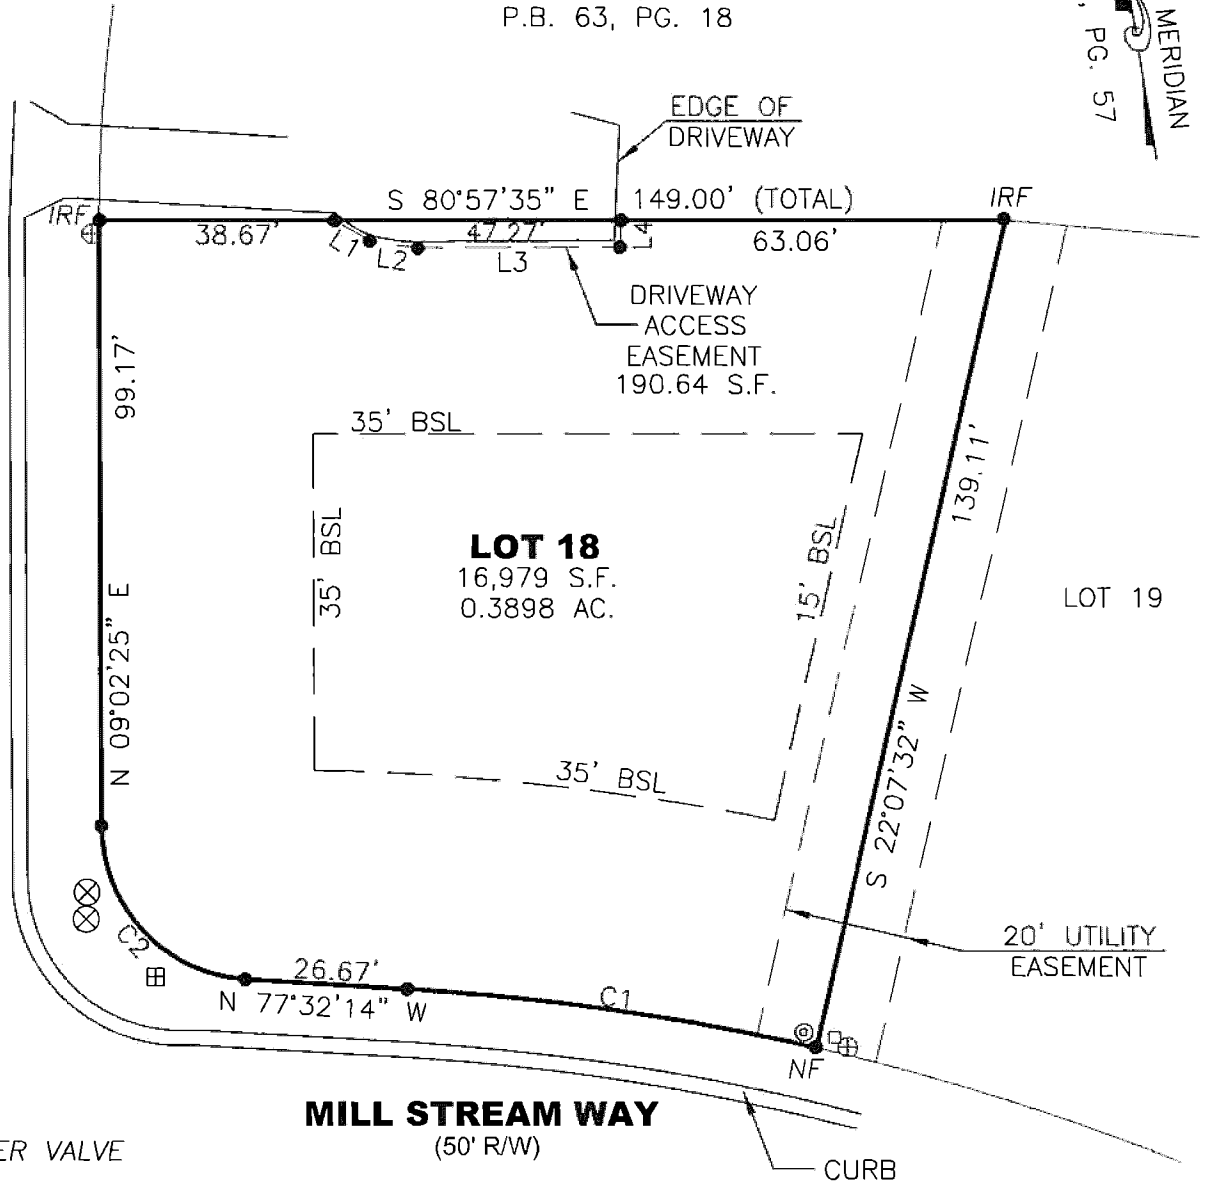 P.B. 63, PG. 18
MERIDIAN
, PG. 57
EDGE OF
DRIVEWAY
IRF
S 80°57'35" E 149.00' (TOTAL)
IRF
38.67'
L1
L2
47.27'
L3
L4
63.06'
DRIVEWAY
ACCESS
EASEMENT
190.64 S.F.
99.17'
N 09°02'25" E
35' BSL
35' BSL
LOT 18
16,979 S.F.
0.3898 AC.
15' BSL
139.11'
S 22°07'32" W
LOT 19
35' BSL
20' UTILITY
EASEMENT
C2
26.67'
N 77°32'14" W
C1
NF
MILL STREAM WAY
(50' R/W)
CURB
ER VALVE